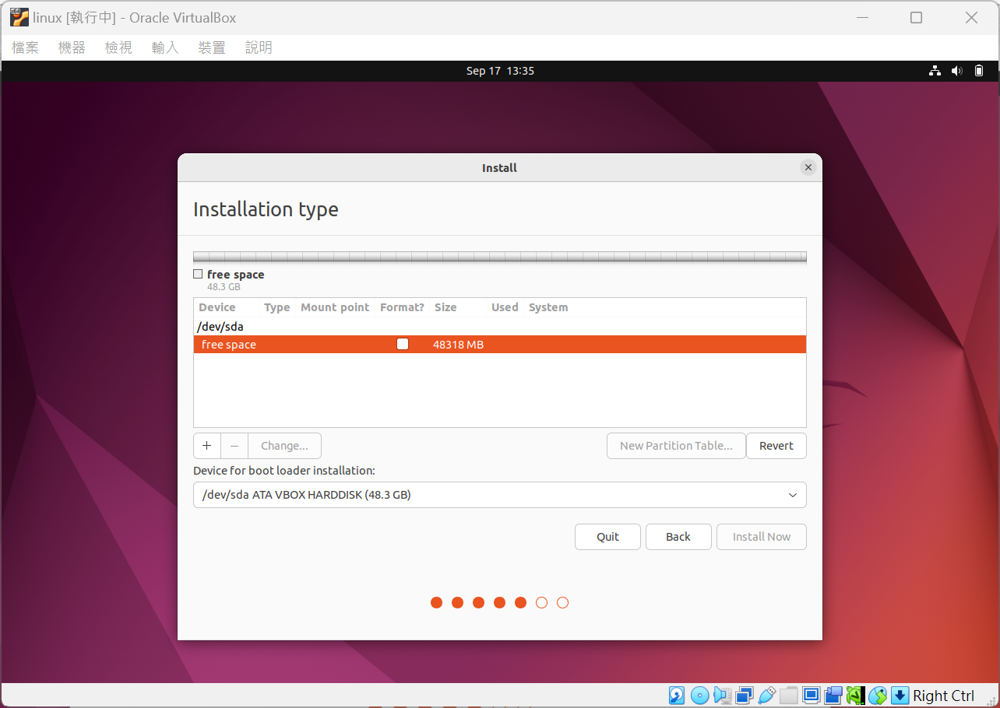 linux [執行中] - Oracle VirtualBox
檔案 機器 檢視 輸入 裝置 說明
Sep 17 13:35
Install
Installation type
free space
48.3 GB
Device Type Mount point Format? Size Used System
/dev/sda
free space 48318 MB
+ − Change... New Partition Table... Revert
Device for boot loader installation:
/dev/sda ATA VBOX HARDDISK (48.3 GB)
Quit Back Install Now
Right Ctrl